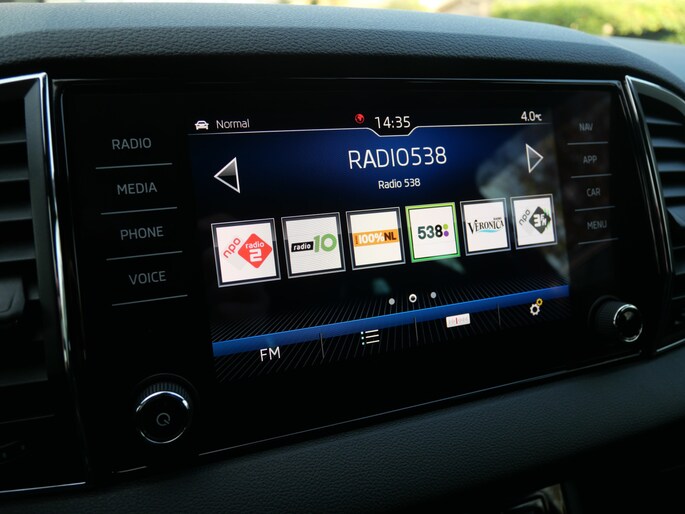 Normal 14:35 4.0°C
RADIO
MEDIA
PHONE
VOICE
RADIO538
Radio 538
npo radio 2
radio 10
100%NL
538
VERONICA
npo 3fm
FM
NAV
APP
CAR
MENU